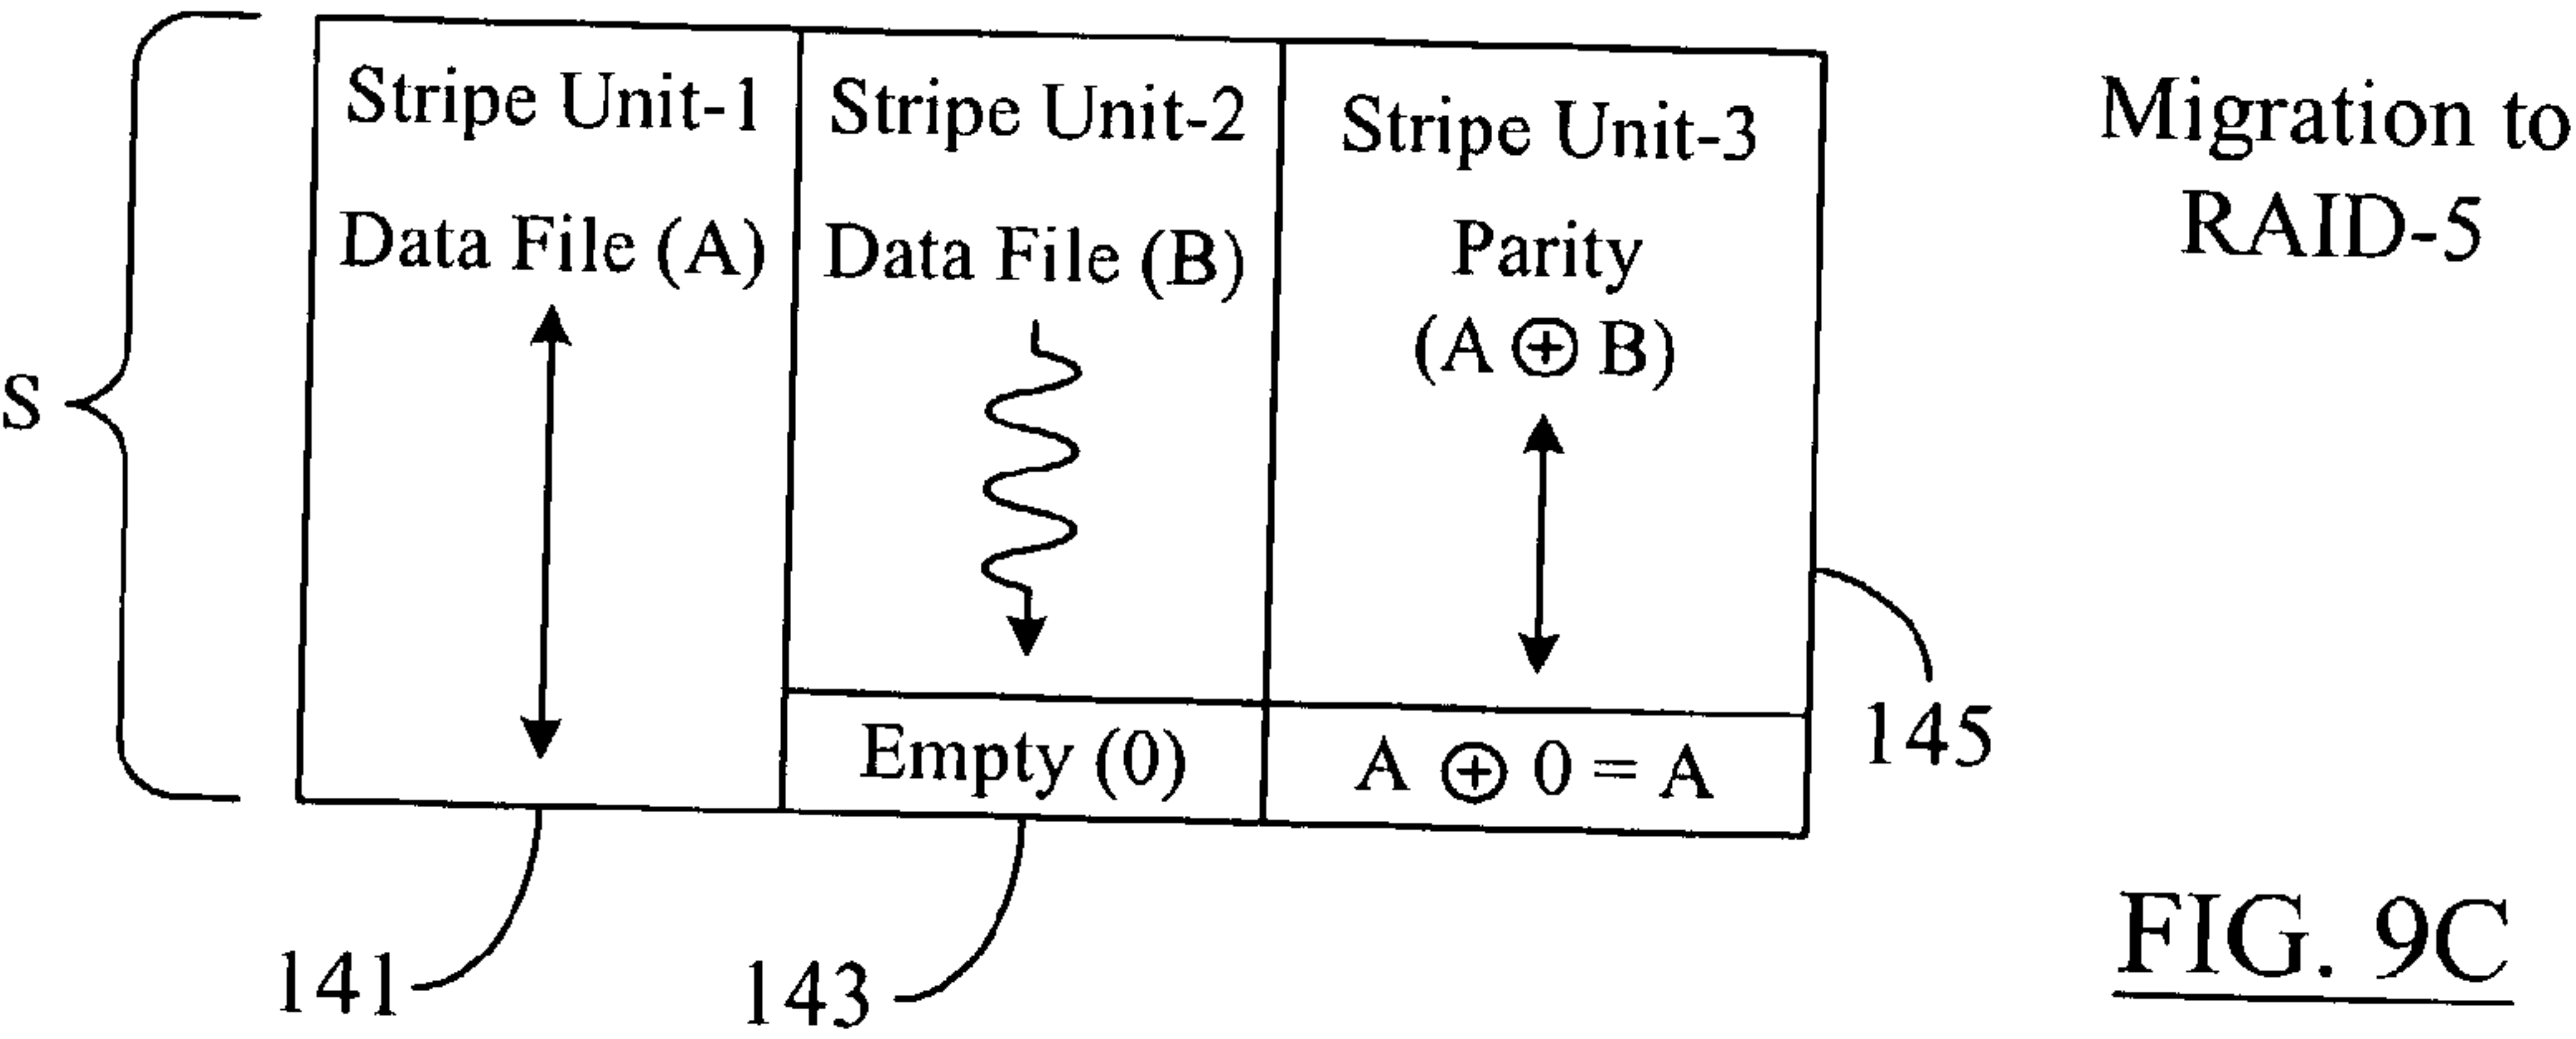 Stripe Unit-1
Data File (A)
Stripe Unit-2
Data File (B)
Empty (0)
Stripe Unit-3
Parity
(A ⊕ B)
A ⊕ 0 = A
S
141
143
145
Migration to
RAID-5
FIG. 9C